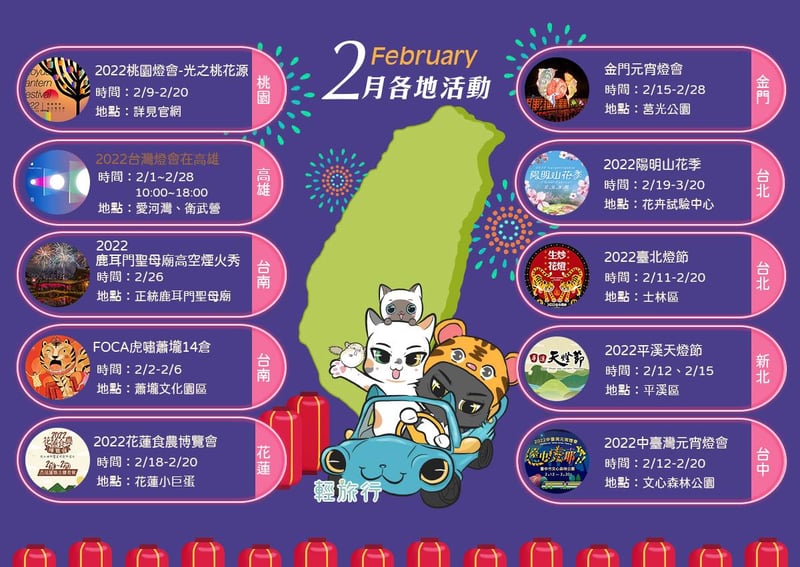 2 February
月各地活動
2022桃園燈會-光之桃花源
時間：2/9-2/20
地點：詳見官網
桃園
2022台灣燈會在高雄
時間：2/1~2/28
10:00~18:00
地點：愛河灣、衛武營
高雄
2022
鹿耳門聖母廟高空煙火秀
時間：2/26
地點：正統鹿耳門聖母廟
台南
FOCA虎嘯蕭壠14倉
時間：2/2-2/6
地點：蕭壠文化園區
台南
2022花蓮食農博覽會
時間：2/18-2/20
地點：花蓮小巨蛋
花蓮
金門元宵燈會
時間：2/15-2/28
地點：莒光公園
金門
陽明山花季
2022陽明山花季
時間：2/19-3/20
地點：花卉試驗中心
台北
生炒
花燈
2022臺北燈節
時間：2/11-2/20
地點：士林區
台北
天燈節
2022平溪天燈節
時間：2/12、2/15
地點：平溪區
新北
2022中臺灣元宵燈會
時間：2/12-2/20
地點：文心森林公園
台中
輕旅行